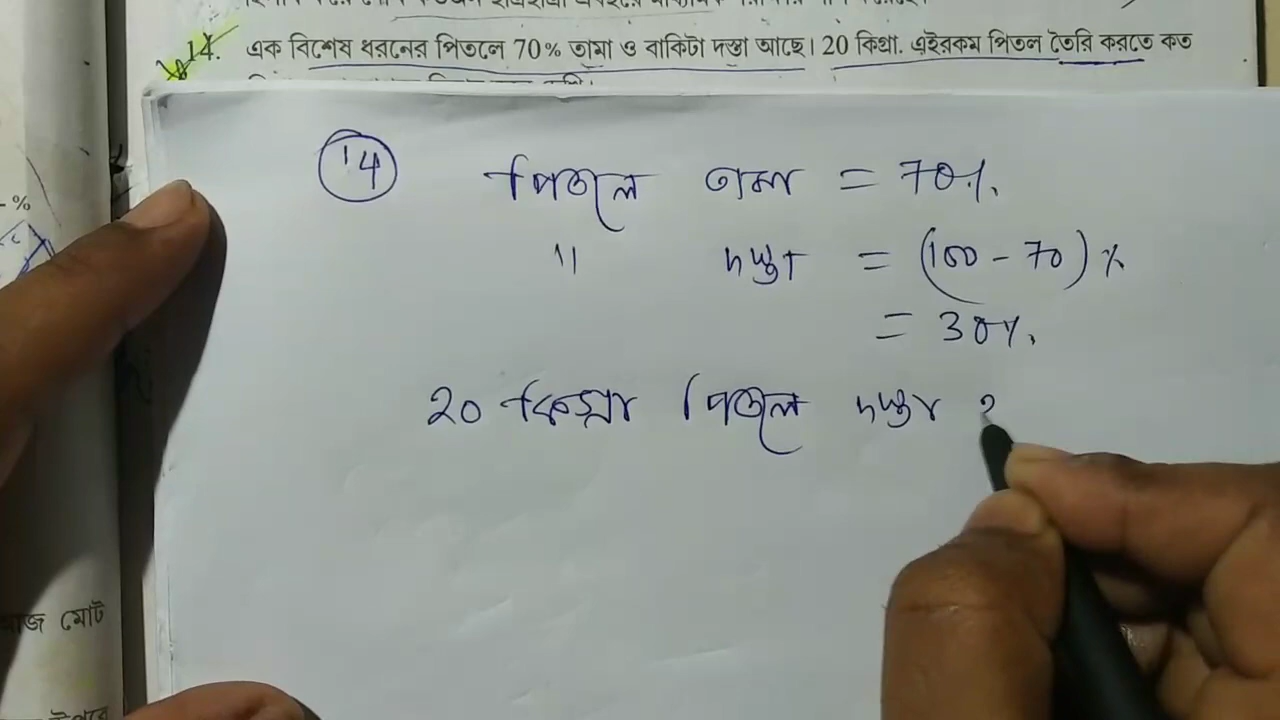 14. এক বিশেষ ধরনের পিতলে 70% তামা ও বাকিটা দস্তা আছে। 20 কিগ্রা. এইরকম পিতল তৈরি করতে কত
14 পিতলে তামা = 70%.
" দস্তা = (100 - 70) %
= 30%.
20 কিগ্রা পিতলে দস্তা
- %
মোট